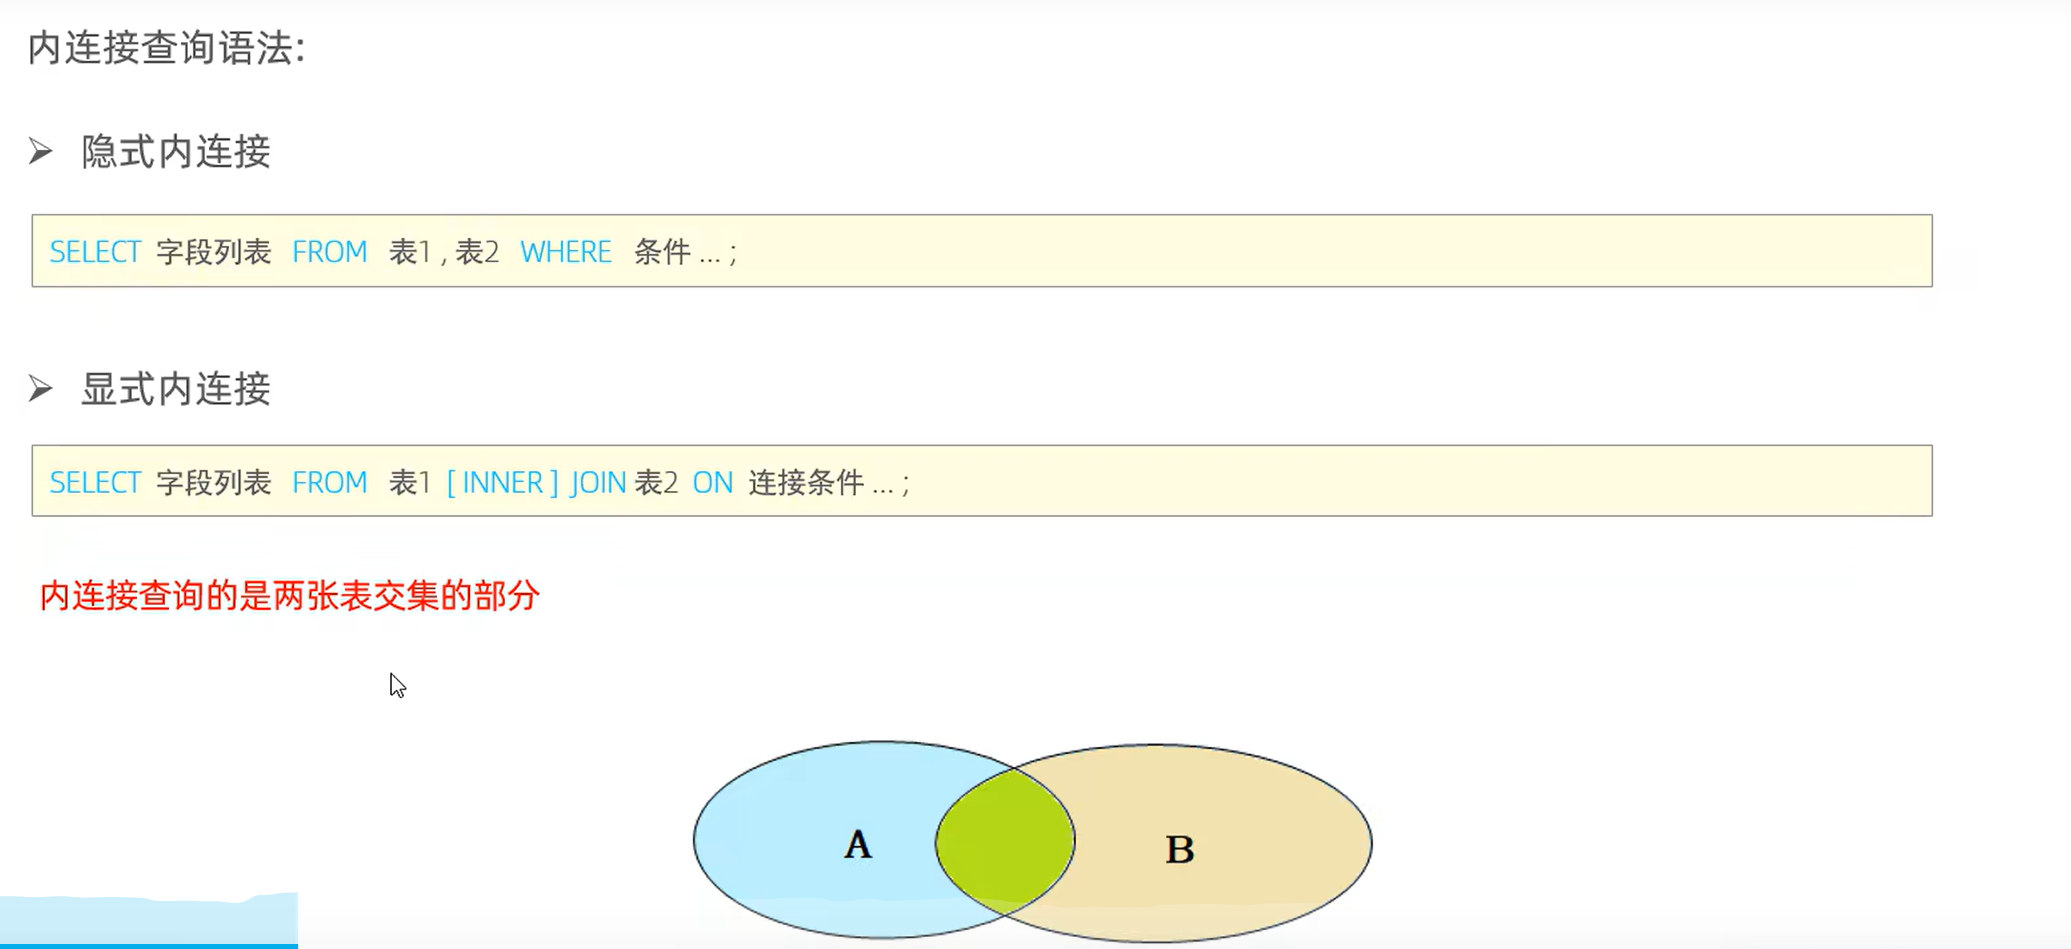 内连接查询语法:
隐式内连接
SELECT 字段列表 FROM 表1 , 表2 WHERE 条件 ... ;
显式内连接
SELECT 字段列表 FROM 表1 [ INNER ] JOIN 表2 ON 连接条件 ... ;
内连接查询的是两张表交集的部分
A
B